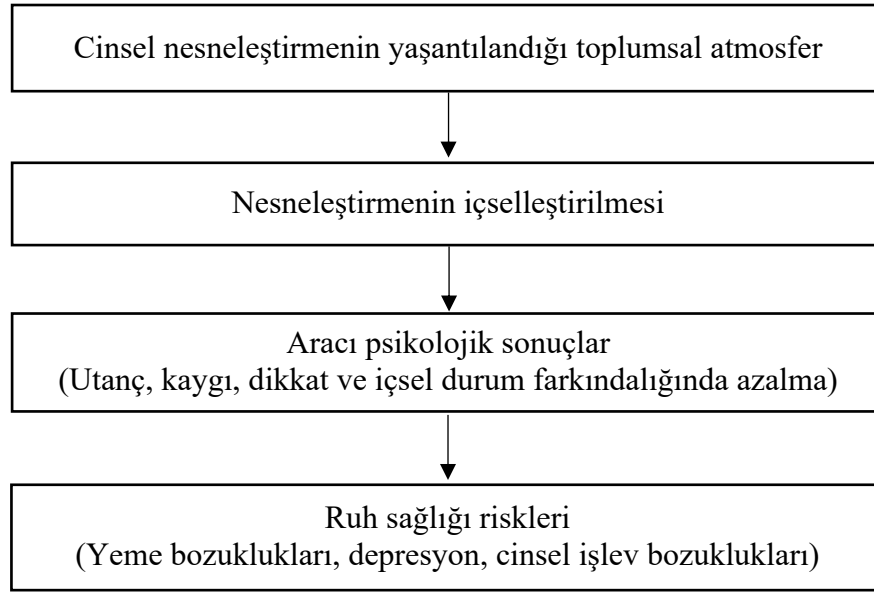 Cinsel nesneleştirmenin yaşantılandığı toplumsal atmosfer
Nesneleştirmenin içselleştirilmesi
Aracı psikolojik sonuçlar
(Utanç, kaygı, dikkat ve içsel durum farkındalığında azalma)
Ruh sağlığı riskleri
(Yeme bozuklukları, depresyon, cinsel işlev bozuklukları)